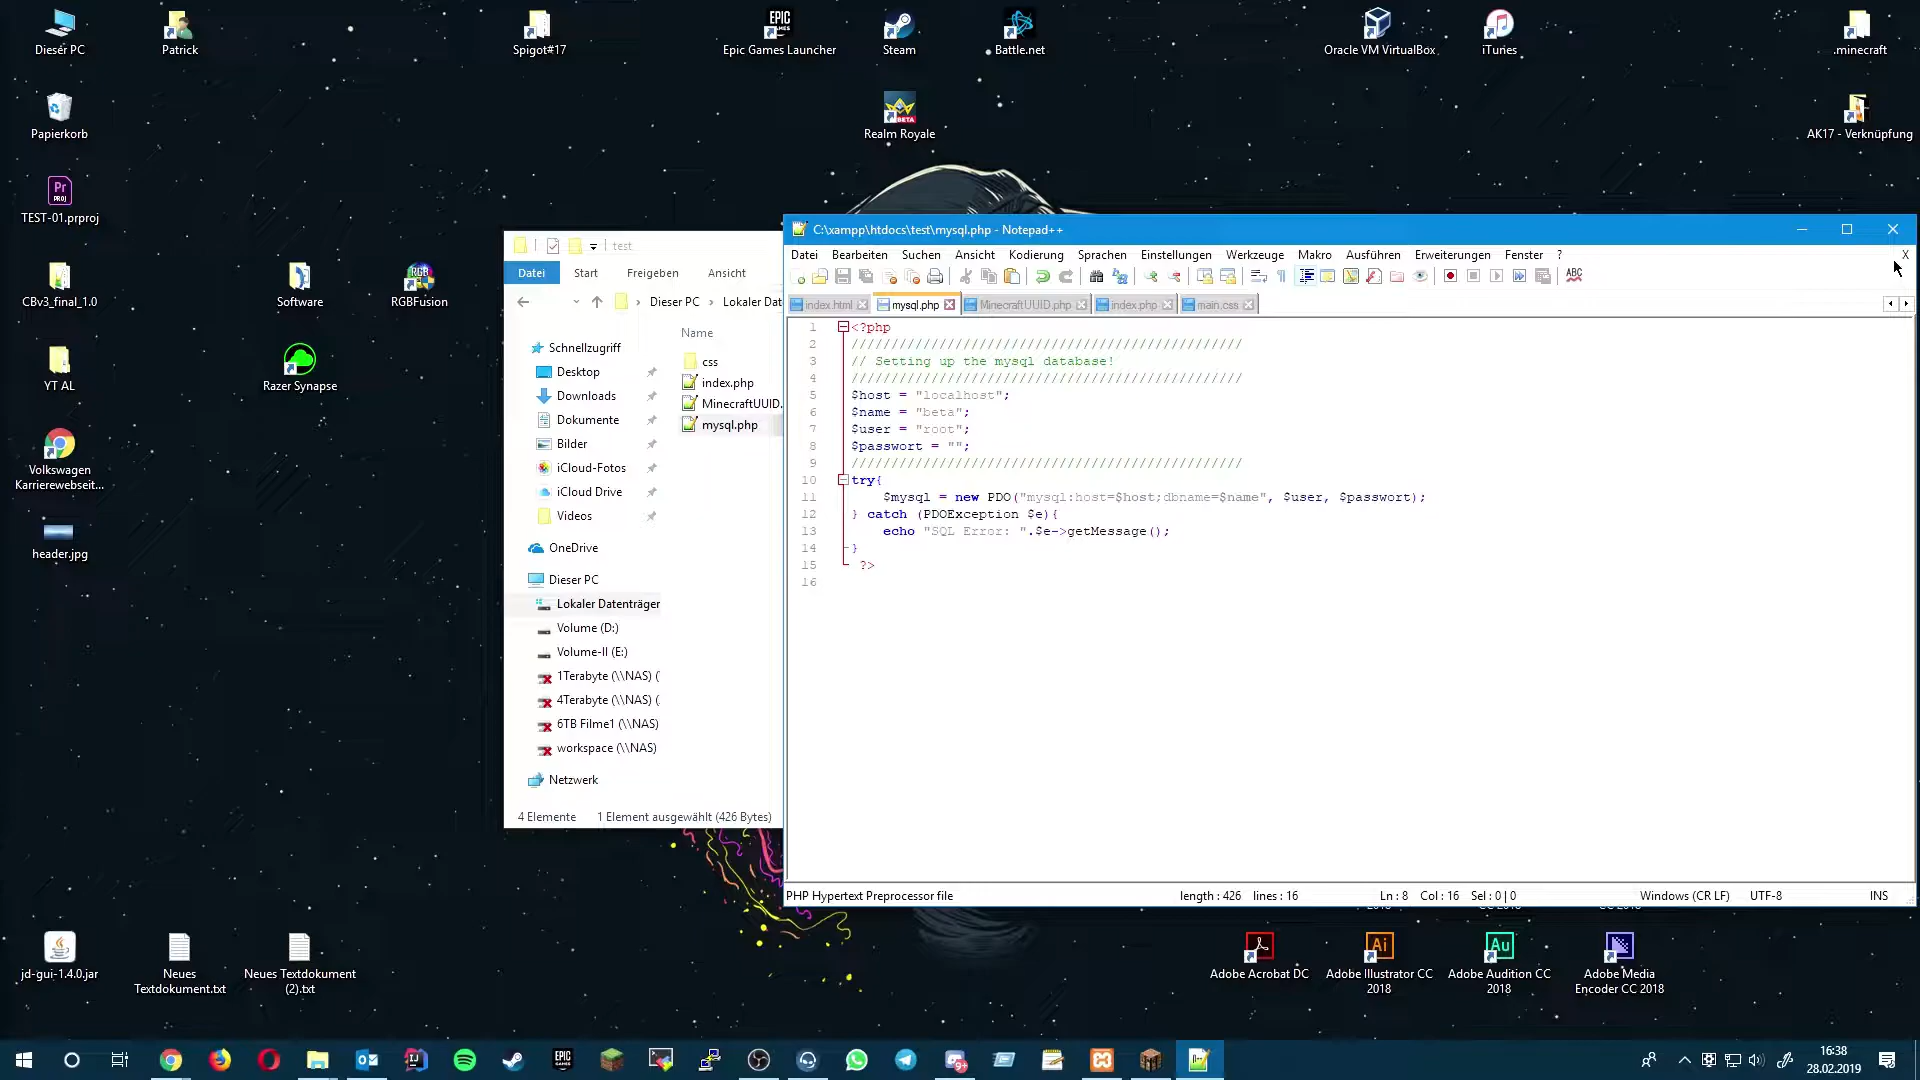 Dieser PC
Patrick
Spigot#17
Epic Games Launcher
Steam
Battle.net
Oracle VM VirtualBox
iTunes
.minecraft
Papierkorb
Realm Royale
AK17 - Verknüpfung
TEST-01.prproj
CBv3_final_1.0
Software
RGBFusion
YT AL
Razer Synapse
Volkswagen
Karrierewebseit...
header.jpg
test
Datei
Start
Freigeben
Ansicht
Dieser PC
Lokaler Dat
Name
Schnellzugriff
Desktop
Downloads
Dokumente
Bilder
iCloud-Fotos
iCloud Drive
Videos
OneDrive
Dieser PC
Lokaler Datenträger
Volume (D:)
Volume-II (E:)
1Terabyte (\\NAS) (
4Terabyte (\\NAS) (
6TB Filme1 (\\NAS)
workspace (\\NAS)
Netzwerk
css
index.php
MinecraftUUID.
mysql.php
4 Elemente 1 Element ausgewählt (426 Bytes)
C:\xampp\htdocs\test\mysql.php - Notepad++
Datei Bearbeiten Suchen Ansicht Kodierung Sprachen Einstellungen Werkzeuge Makro Ausführen Erweiterungen Fenster ? X
index.html mysql.php MinecraftUUID.php index.php main.css
1 <?php
2 /////////////////////////////////////////////////
3 // Setting up the mysql database!
4 /////////////////////////////////////////////////
5 $host = "localhost";
6 $name = "beta";
7 $user = "root";
8 $passwort = "";
9 /////////////////////////////////////////////////
10 try{
11 $mysql = new PDO("mysql:host=$host;dbname=$name", $user, $passwort);
12 } catch (PDOException $e){
13 echo "SQL Error: ".$e->getMessage();
14 }
15 ?>
16
PHP Hypertext Preprocessor file length : 426 lines : 16 Ln : 8 Col : 16 Sel : 0 | 0 Windows (CR LF) UTF-8 INS
jd-gui-1.4.0.jar
Neues
Textdokument.txt
Neues Textdokument
(2).txt
Adobe Acrobat DC
Adobe Illustrator CC
2018
Adobe Audition CC
2018
Adobe Media
Encoder CC 2018
16:38
28.02.2019